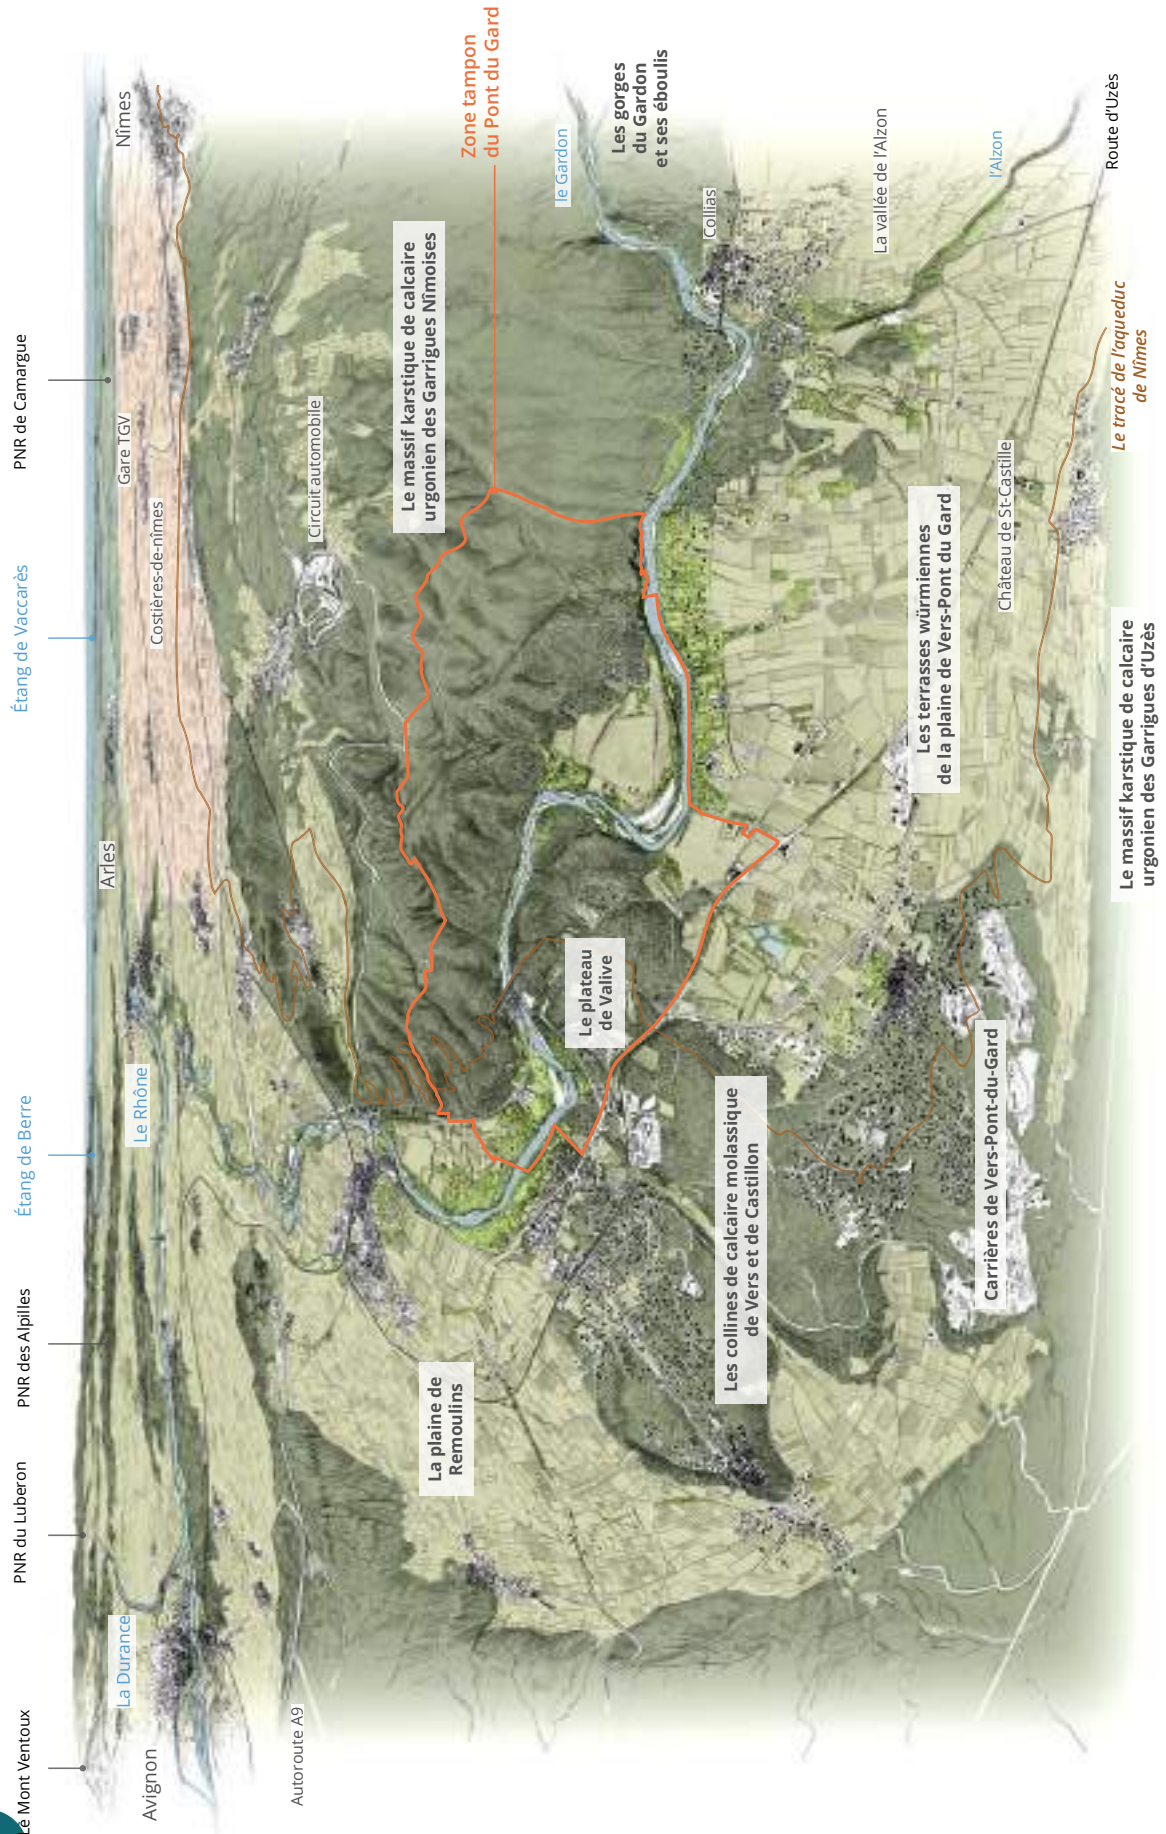 Le Mont Ventoux
PNR du Luberon
PNR des Alpilles
Étang de Berre
Étang de Vaccarès
PNR de Camargue
Avignon
La Durance
Le Rhône
Arles
Gare TGV
Nîmes
Costières-de-nîmes
Autoroute A9
Circuit automobile
Le massif karstique de calcaire
urgonien des Garrigues Nîmoises
Zone tampon
du Pont du Gard
La plaine de
Remoulins
le Gardon
Les gorges
du Gardon
et ses éboulis
Le plateau
de Valive
Collias
Les collines de calcaire molassique
de Vers et de Castillon
La vallée de l'Alzon
Les terrasses würmiennes
de la plaine de Vers-Pont du Gard
l'Alzon
Carrières de Vers-Pont-du-Gard
Château de St-Castille
Route d'Uzès
Le tracé de l'aqueduc
de Nîmes
Le massif karstique de calcaire
urgonien des Garrigues d'Uzès